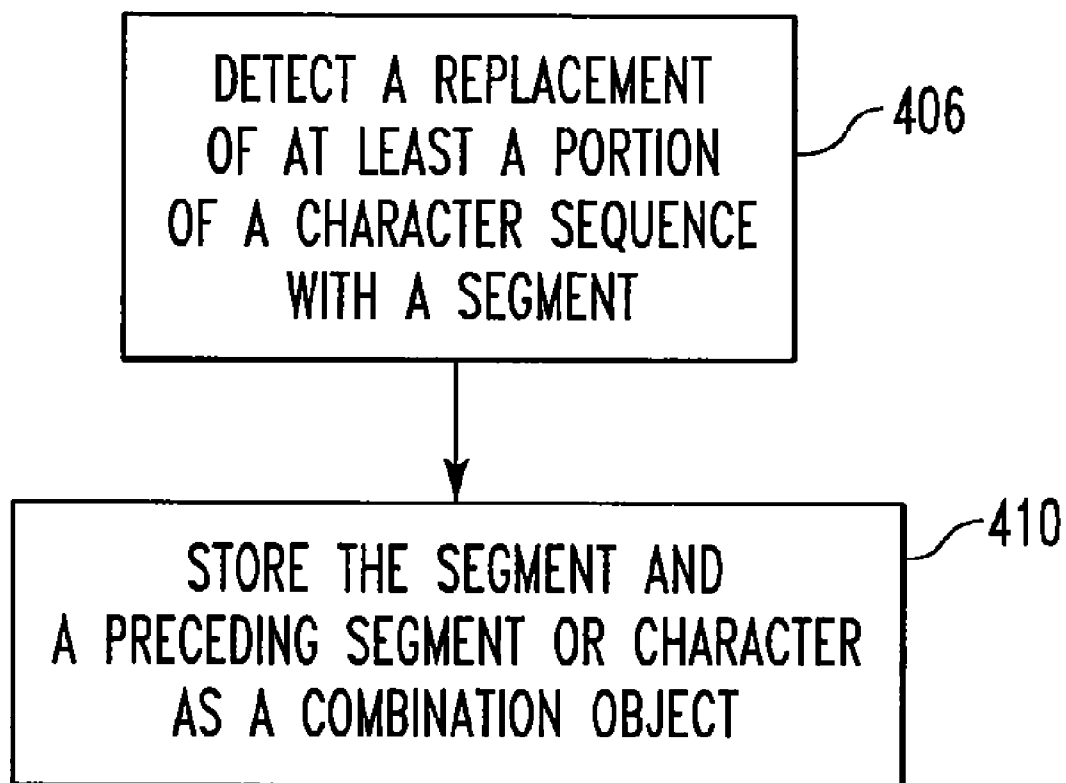 DETECT A REPLACEMENT
OF AT LEAST A PORTION
OF A CHARACTER SEQUENCE
WITH A SEGMENT
406
STORE THE SEGMENT AND
A PRECEDING SEGMENT OR CHARACTER
AS A COMBINATION OBJECT
410